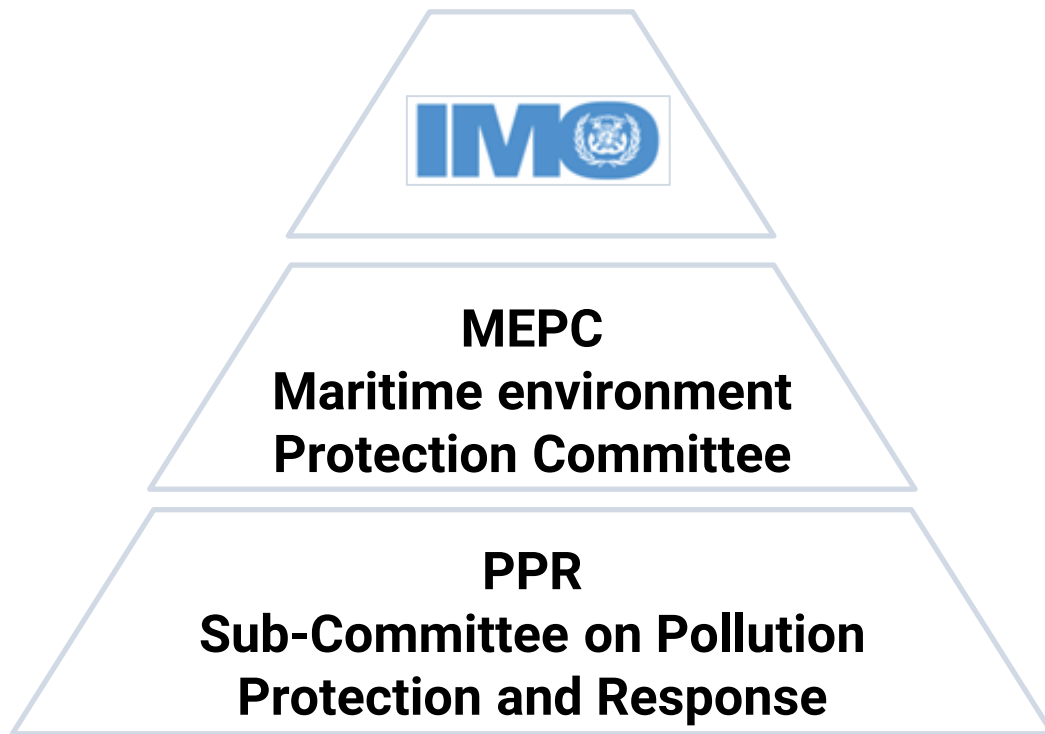 IMO
MEPC
Maritime environment
Protection Committee
PPR
Sub-Committee on Pollution
Protection and Response